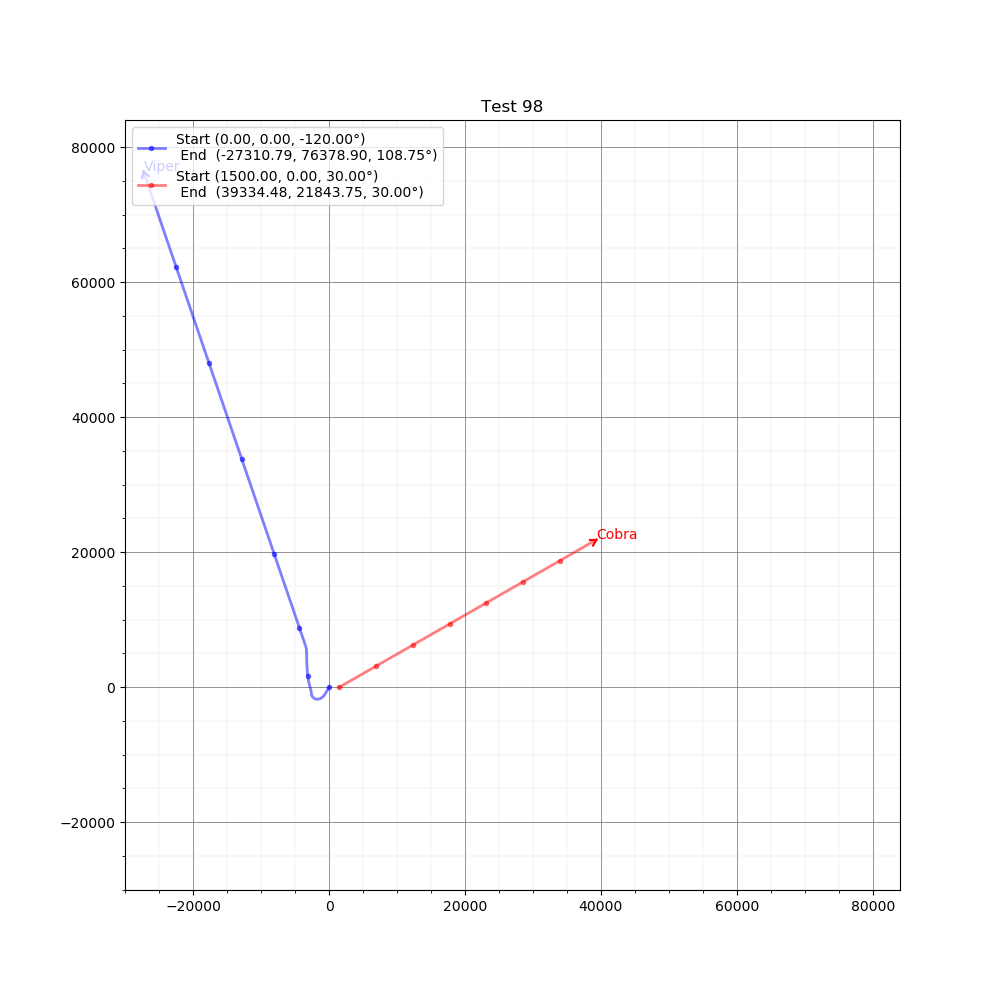 Test 98
Start (0.00, 0.00, -120.00°)
End  (-27310.79, 76378.90, 108.75°)
Start (1500.00, 0.00, 30.00°)
End  (39334.48, 21843.75, 30.00°)
Viper
Cobra
80000
60000
40000
20000
0
−20000
−20000 0 20000 40000 60000 80000